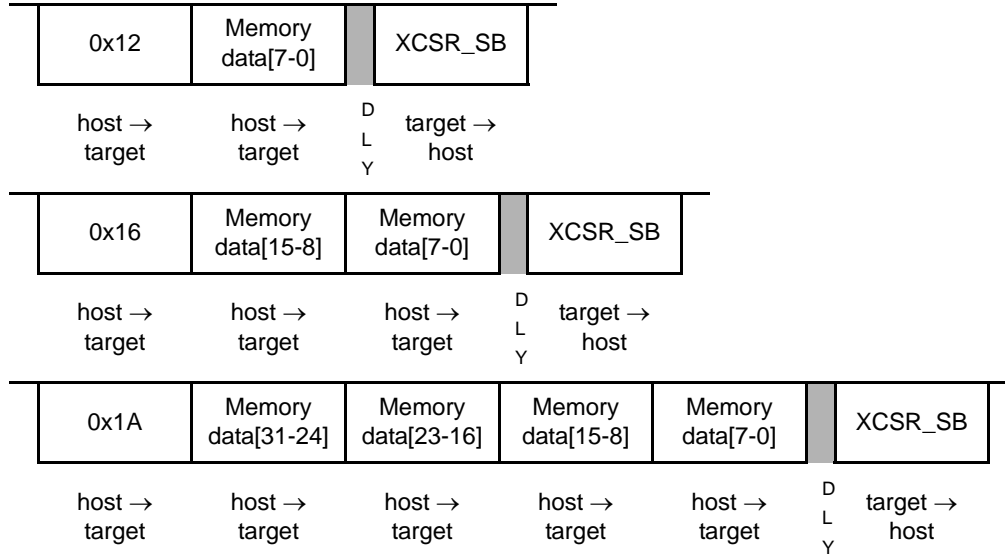 0x12 Memory data[7-0] XCSR_SB
host → target host → target D L Y target → host
0x16 Memory data[15-8] Memory data[7-0] XCSR_SB
host → target host → target host → target D L Y target → host
0x1A Memory data[31-24] Memory data[23-16] Memory data[15-8] Memory data[7-0] XCSR_SB
host → target host → target host → target host → target host → target D L Y target → host